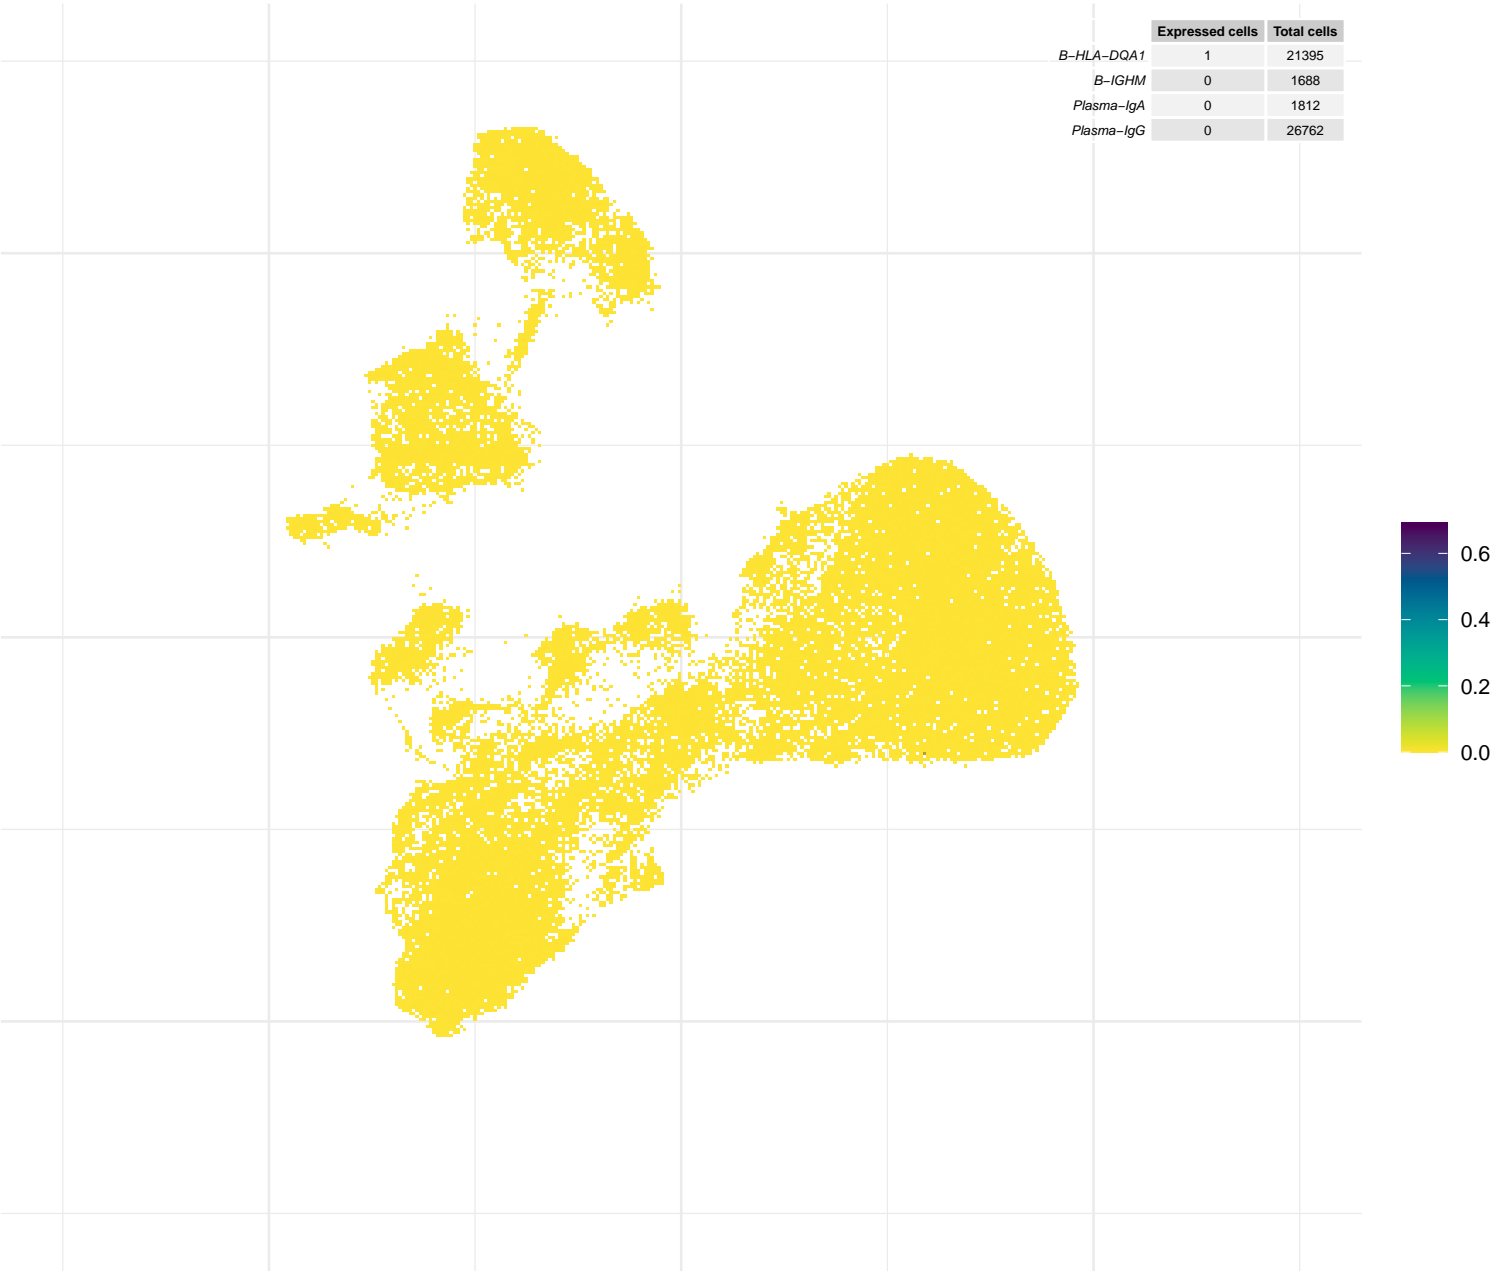 Expressed cells Total cells
B−HLA−DQA1 1 21395
B−IGHM 0 1688
Plasma−IgA 0 1812
Plasma−IgG 0 26762
0.6
0.4
0.2
0.0